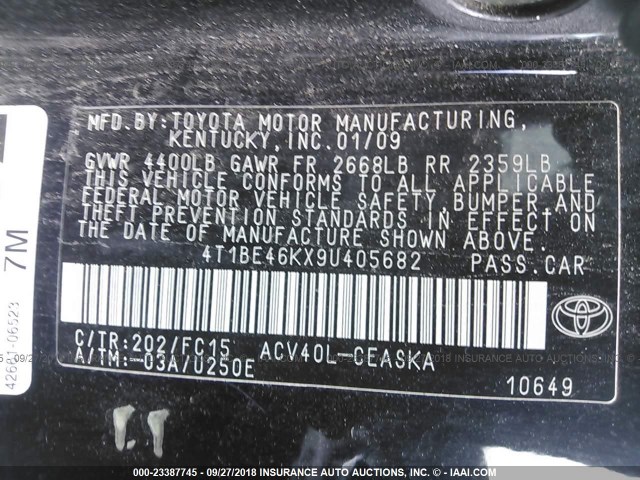 MFD.BY:TOYOTA MOTOR MANUFACTURING,
KENTUCKY, INC.01/09
GVWR 4400LB GAWR FR 2668LB RR 2359LB
THIS VEHICLE CONFORMS TO ALL APPLICABLE
FEDERAL MOTOR VEHICLE SAFETY, BUMPER AND
THEFT PREVENTION STANDARDS IN EFFECT ON
THE DATE OF MANUFACTURE SHOWN ABOVE.
4T1BE46KX9U405682 PASS.CAR
C/TR:202/FC15 ACV40L-CEASKA
A/TM:-03A/U250E
10649
TOYOTA
7M
000-23387745 - 09/27/2018 INSURANCE AUTO AUCTIONS, INC. - IAAI.COM